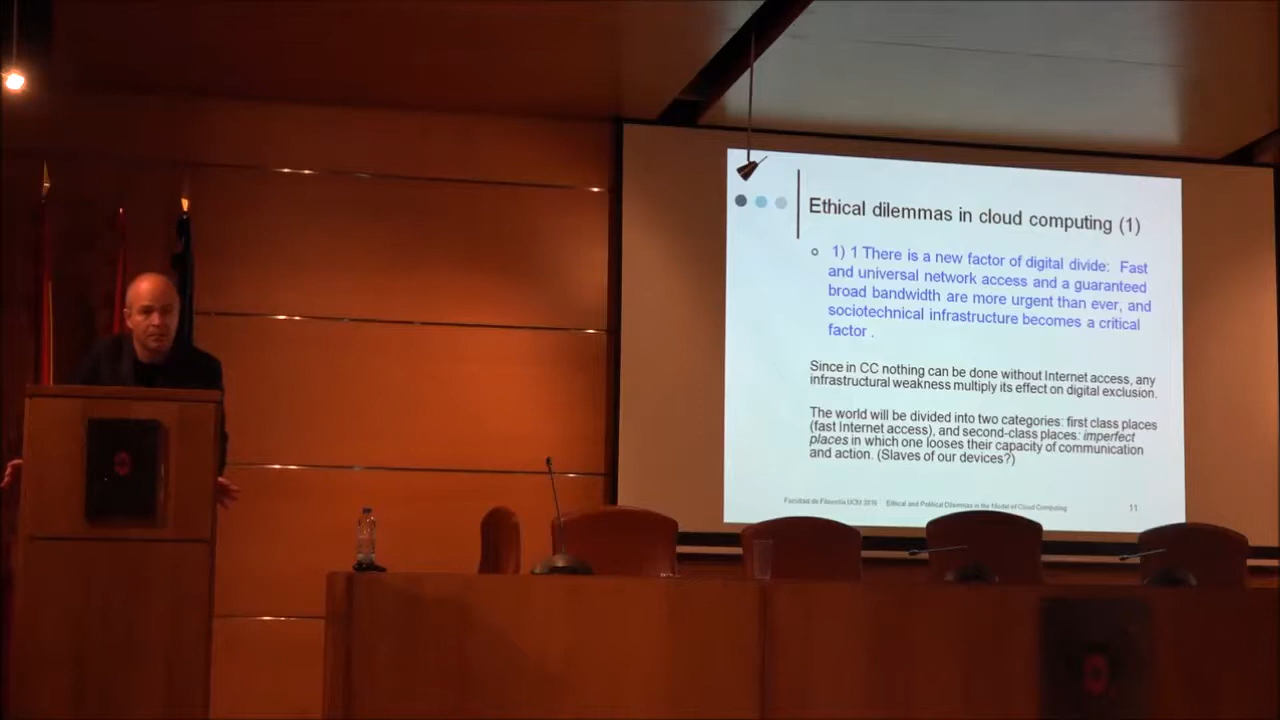 Ethical dilemmas in cloud computing (1)
1) 1 There is a new factor of digital divide: Fast
and universal network access and a guaranteed
broad bandwidth are more urgent than ever, and
sociotechnical infrastructure becomes a critical
factor .
Since in CC nothing can be done without Internet access, any
infrastructural weakness multiply its effect on digital exclusion.
The world will be divided into two categories: first class places
(fast Internet access), and second-class places: imperfect
places in which one looses their capacity of communication
and action. (Slaves of our devices?)
Facultad de Filosofía UCM 2016 Ethical and Political Dilemmas in the Model of Cloud Computing 11